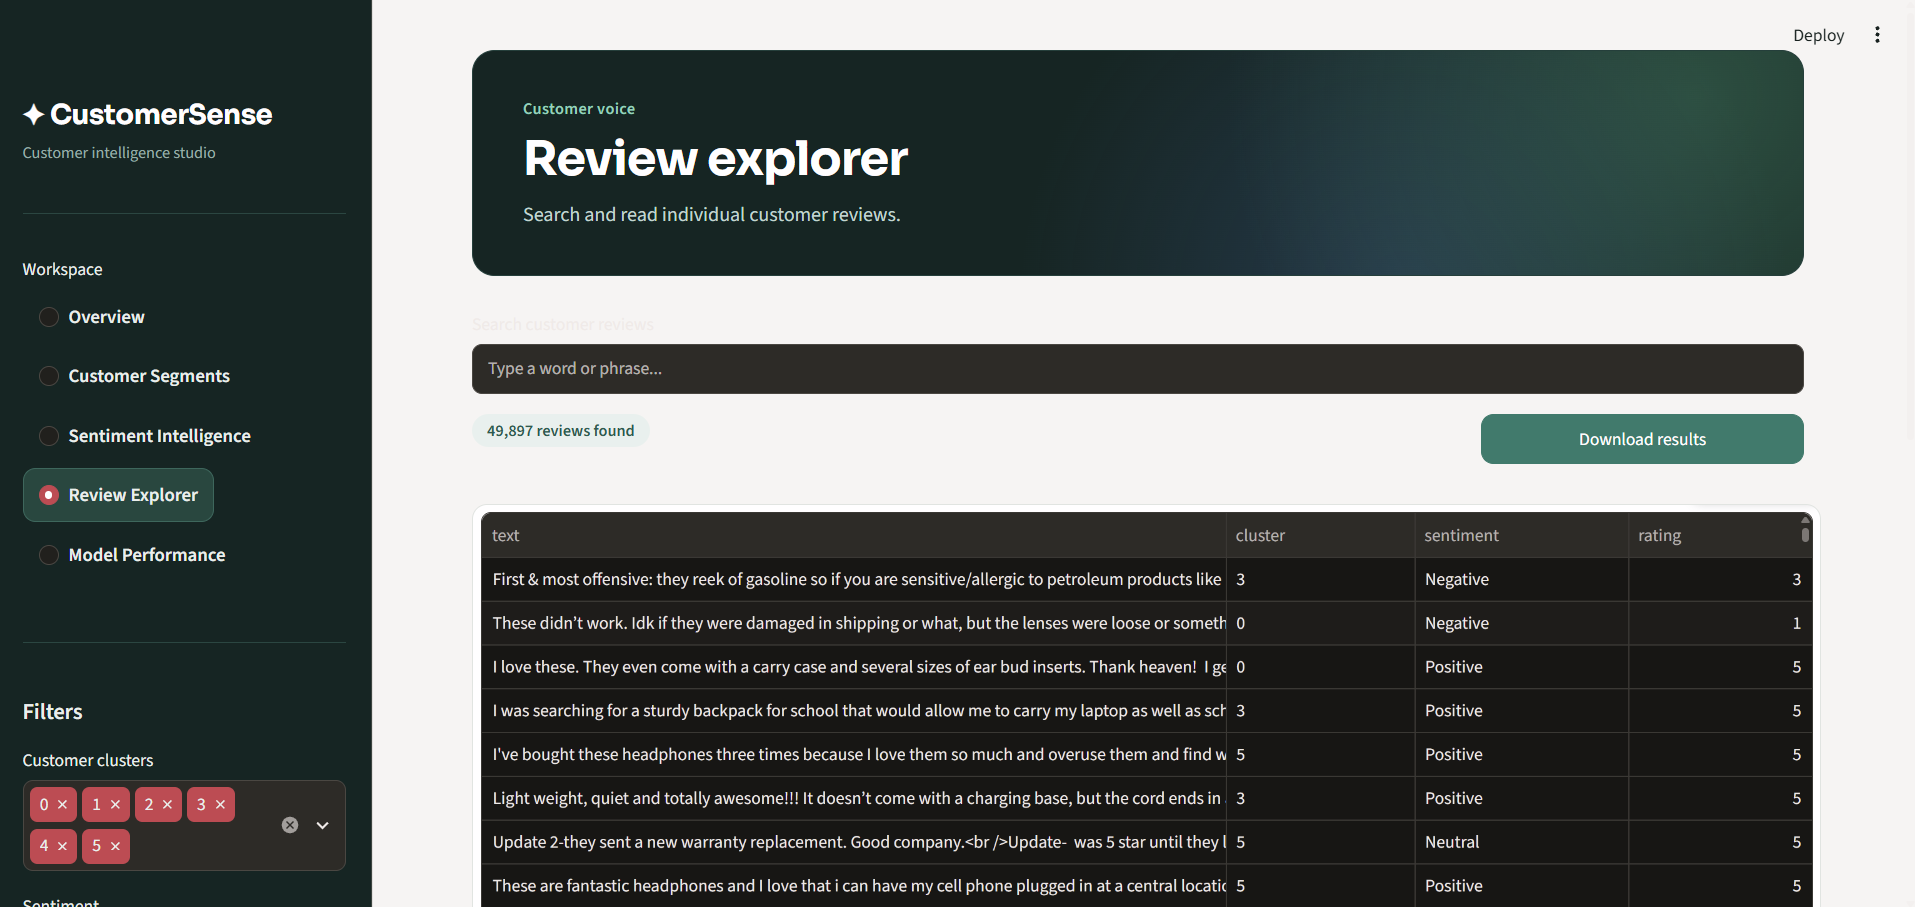 Deploy
✦ CustomerSense
Customer intelligence studio
Workspace
Overview
Customer Segments
Sentiment Intelligence
Review Explorer
Model Performance
Filters
Customer clusters
0 × 1 × 2 × 3 ×
4 × 5 ×
Sentiment
Customer voice
Review explorer
Search and read individual customer reviews.
Search customer reviews
Type a word or phrase...
49,897 reviews found
Download results
text cluster sentiment rating
First & most offensive: they reek of gasoline so if you are sensitive/allergic to petroleum products like 3 Negative 3
These didn’t work. Idk if they were damaged in shipping or what, but the lenses were loose or someth 0 Negative 1
I love these. They even come with a carry case and several sizes of ear bud inserts. Thank heaven!  I ge 0 Positive 5
I was searching for a sturdy backpack for school that would allow me to carry my laptop as well as sch 3 Positive 5
I've bought these headphones three times because I love them so much and overuse them and find w 5 Positive 5
Light weight, quiet and totally awesome!!! It doesn’t come with a charging base, but the cord ends in 3 Positive 5
Update 2-they sent a new warranty replacement. Good company.<br />Update-  was 5 star until they l 5 Neutral 5
These are fantastic headphones and I love that i can have my cell phone plugged in at a central locatio 5 Positive 5